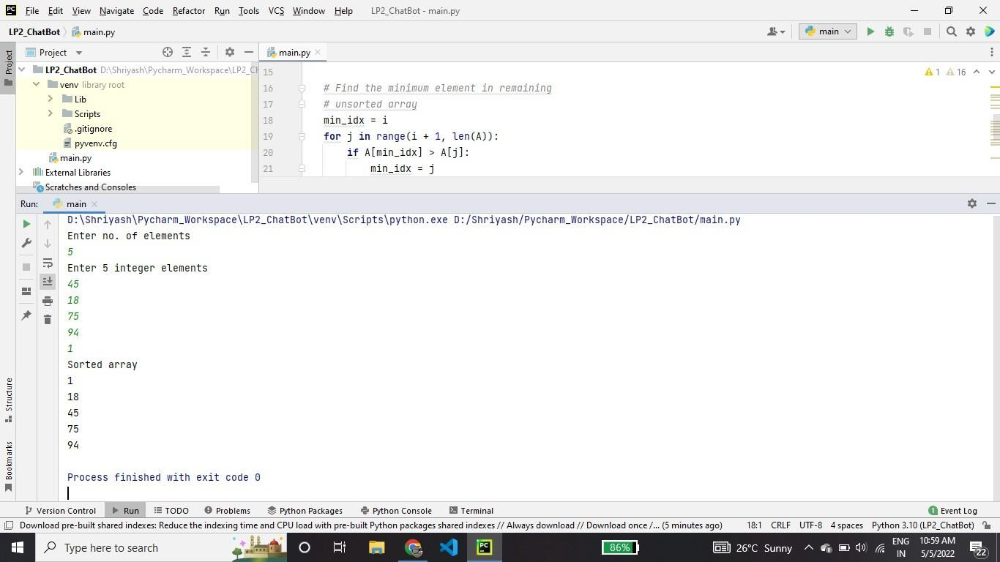 PC File Edit View Navigate Code Refactor Run Tools VCS Window Help LP2_ChatBot - main.py
LP2_ChatBot main.py main
Project main.py
LP2_ChatBot D:\Shriyash\Pycharm_Workspace\LP2_Ch
venv library root
Lib
Scripts
.gitignore
pyvenv.cfg
main.py
External Libraries
Scratches and Consoles
Project
1 16
15
16 # Find the minimum element in remaining
17 # unsorted array
18 min_idx = i
19 for j in range(i + 1, len(A)):
20 if A[min_idx] > A[j]:
21 min_idx = j
Run: main
D:\Shriyash\Pycharm_Workspace\LP2_ChatBot\venv\Scripts\python.exe D:/Shriyash/Pycharm_Workspace/LP2_ChatBot/main.py
Enter no. of elements
5
Enter 5 integer elements
45
18
75
94
1
Sorted array
1
18
45
75
94
Process finished with exit code 0
Structure
Bookmarks
Version Control Run TODO Problems Python Packages Python Console Terminal 1 Event Log
Download pre-built shared indexes: Reduce the indexing time and CPU load with pre-built Python packages shared indexes // Always download // Download once /... (5 minutes ago) 18:1 CRLF UTF-8 4 spaces Python 3.10 (LP2_ChatBot)
Type here to search PC 86% 26°C Sunny ENG 10:59 AM
IN 5/5/2022 22